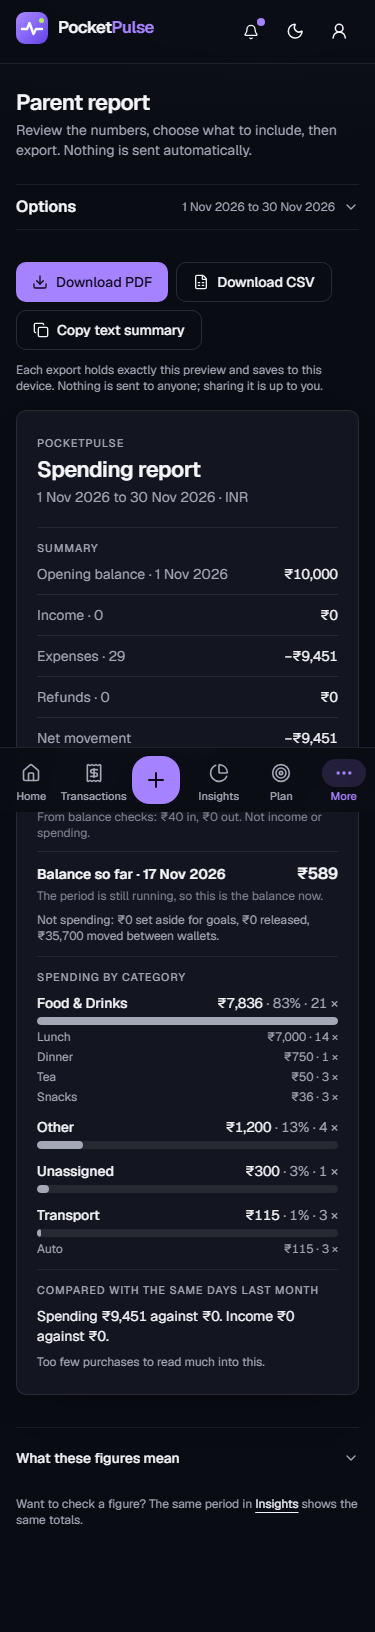 PocketPulse
Parent report
Review the numbers, choose what to include, then
export. Nothing is sent automatically.
Options 1 Nov 2026 to 30 Nov 2026
Download PDF Download CSV
Copy text summary
Each export holds exactly this preview and saves to this
device. Nothing is sent to anyone; sharing it is up to you.
POCKETPULSE
Spending report
1 Nov 2026 to 30 Nov 2026 · INR
SUMMARY
Opening balance · 1 Nov 2026 ₹10,000
Income · 0 ₹0
Expenses · 29 −₹9,451
Refunds · 0 ₹0
Net movement −₹9,451
Home Transactions Insights Plan More
From balance checks: ₹40 in, ₹0 out. Not income or
spending.
Balance so far · 17 Nov 2026 ₹589
The period is still running, so this is the balance now.
Not spending: ₹0 set aside for goals, ₹0 released,
₹35,700 moved between wallets.
SPENDING BY CATEGORY
Food & Drinks ₹7,836 · 83% · 21 ×
Lunch ₹7,000 · 14 ×
Dinner ₹750 · 1 ×
Tea ₹50 · 3 ×
Snacks ₹36 · 3 ×
Other ₹1,200 · 13% · 4 ×
Unassigned ₹300 · 3% · 1 ×
Transport ₹115 · 1% · 3 ×
Auto ₹115 · 3 ×
COMPARED WITH THE SAME DAYS LAST MONTH
Spending ₹9,451 against ₹0. Income ₹0
against ₹0.
Too few purchases to read much into this.
What these figures mean
Want to check a figure? The same period in Insights shows the
same totals.